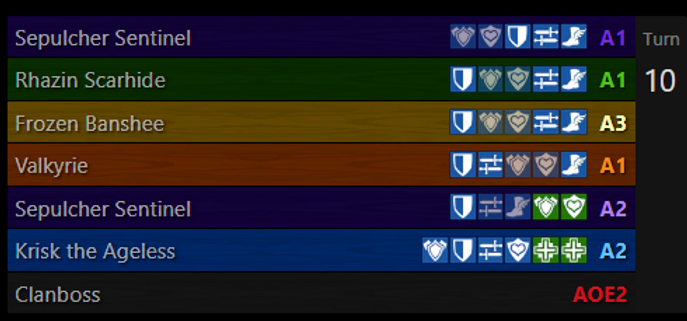 Sepulcher Sentinel A1 Turn
Rhazin Scarhide A1 10
Frozen Banshee A3
Valkyrie A1
Sepulcher Sentinel A2
Krisk the Ageless A2
Clanboss AOE2